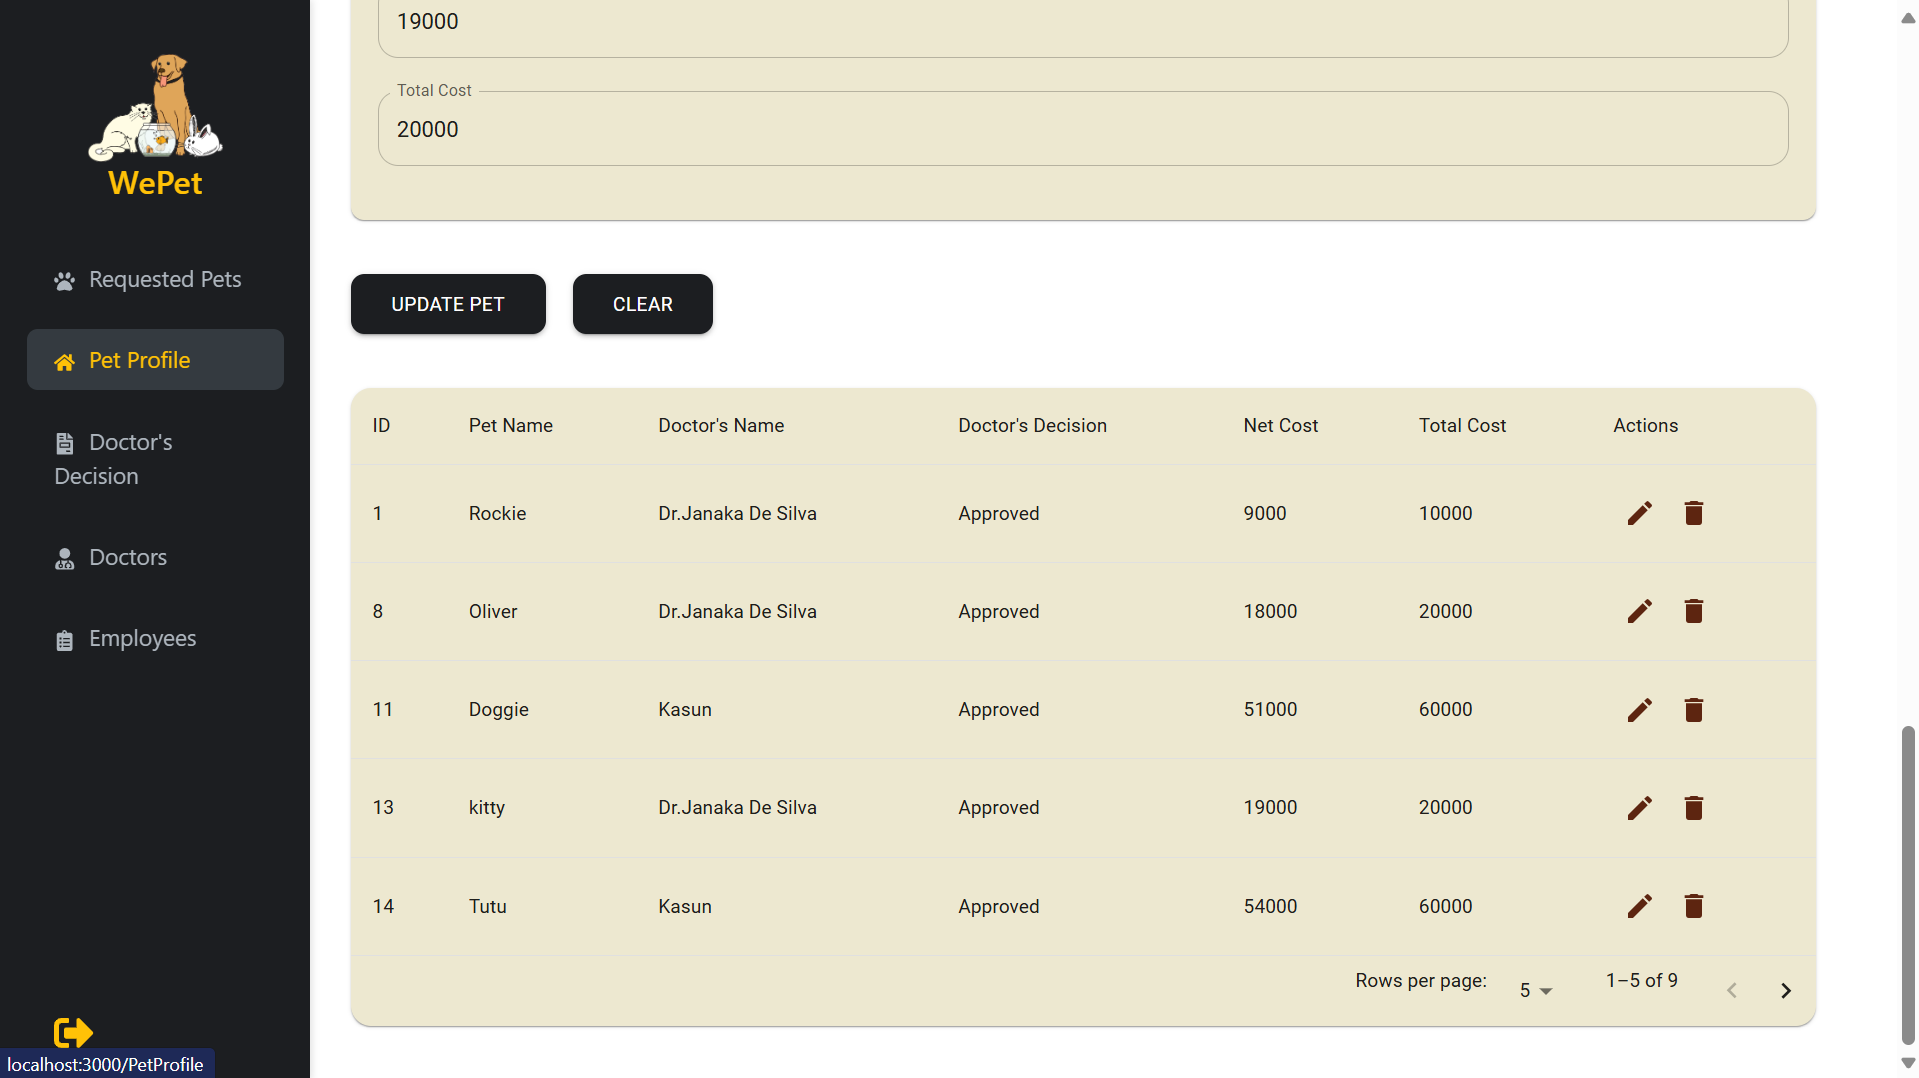 WePet
Requested Pets
Pet Profile
Doctor's
Decision
Doctors
Employees
localhost:3000/PetProfile
19000
Total Cost
20000
UPDATE PET CLEAR
ID Pet Name Doctor's Name Doctor's Decision Net Cost Total Cost Actions
1 Rockie Dr.Janaka De Silva Approved 9000 10000
8 Oliver Dr.Janaka De Silva Approved 18000 20000
11 Doggie Kasun Approved 51000 60000
13 kitty Dr.Janaka De Silva Approved 19000 20000
14 Tutu Kasun Approved 54000 60000
Rows per page: 5 1–5 of 9